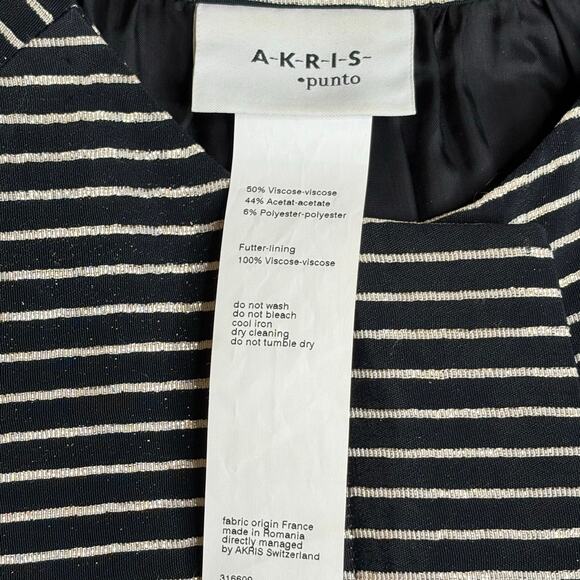 A-K-R-I-S-
•punto
50% Viscose-viscose
44% Acetat-acetate
6% Polyester-polyester
Futter-lining
100% Viscose-viscose
do not wash
do not bleach
cool iron
dry cleaning
do not tumble dry
fabric origin France
made in Romania
directly managed
by AKRIS Switzerland
316600